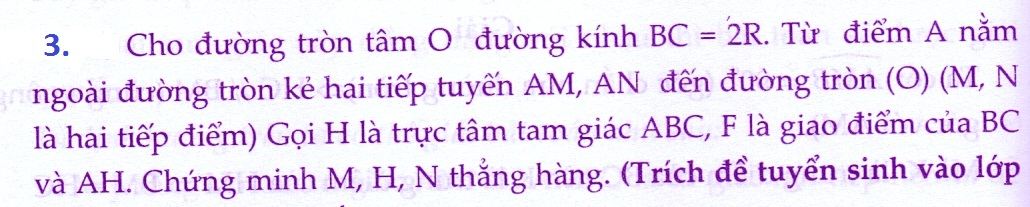 3. Cho đường tròn tâm O đường kính BC = 2R. Từ điểm A nằm
ngoài đường tròn kẻ hai tiếp tuyến AM, AN đến đường tròn (O) (M, N
là hai tiếp điểm) Gọi H là trực tâm tam giác ABC, F là giao điểm của BC
và AH. Chứng minh M, H, N thẳng hàng. (Trích đề tuyển sinh vào lớp